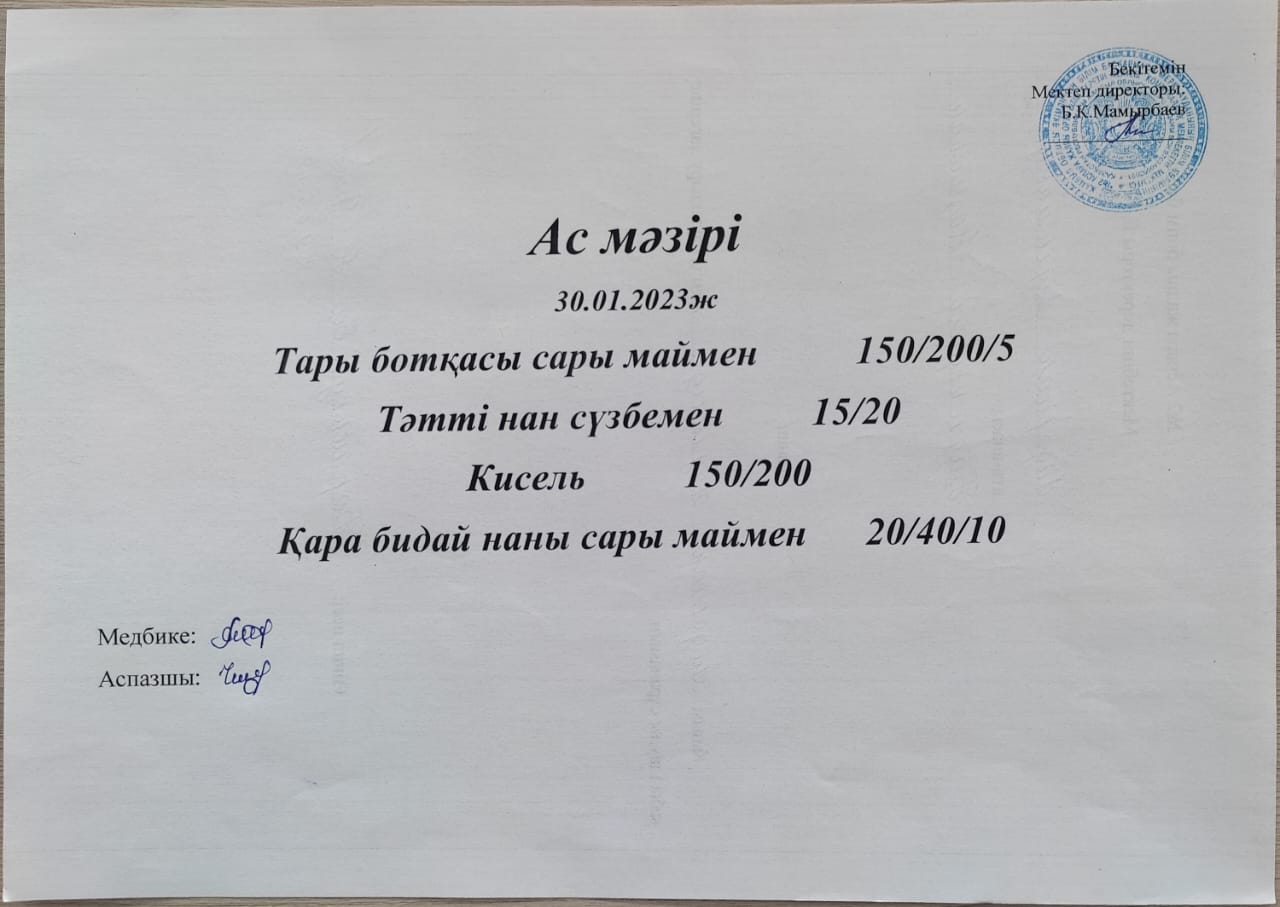 Бекітемін
Мектеп директоры:
Б.К.Мамырбаев
Ас мәзірі
30.01.2023ж
Тары ботқасы сары маймен 150/200/5
Тәтті нан сүзбемен 15/20
Кисель 150/200
Қара бидай наны сары маймен 20/40/10
Медбике:
Аспазшы: